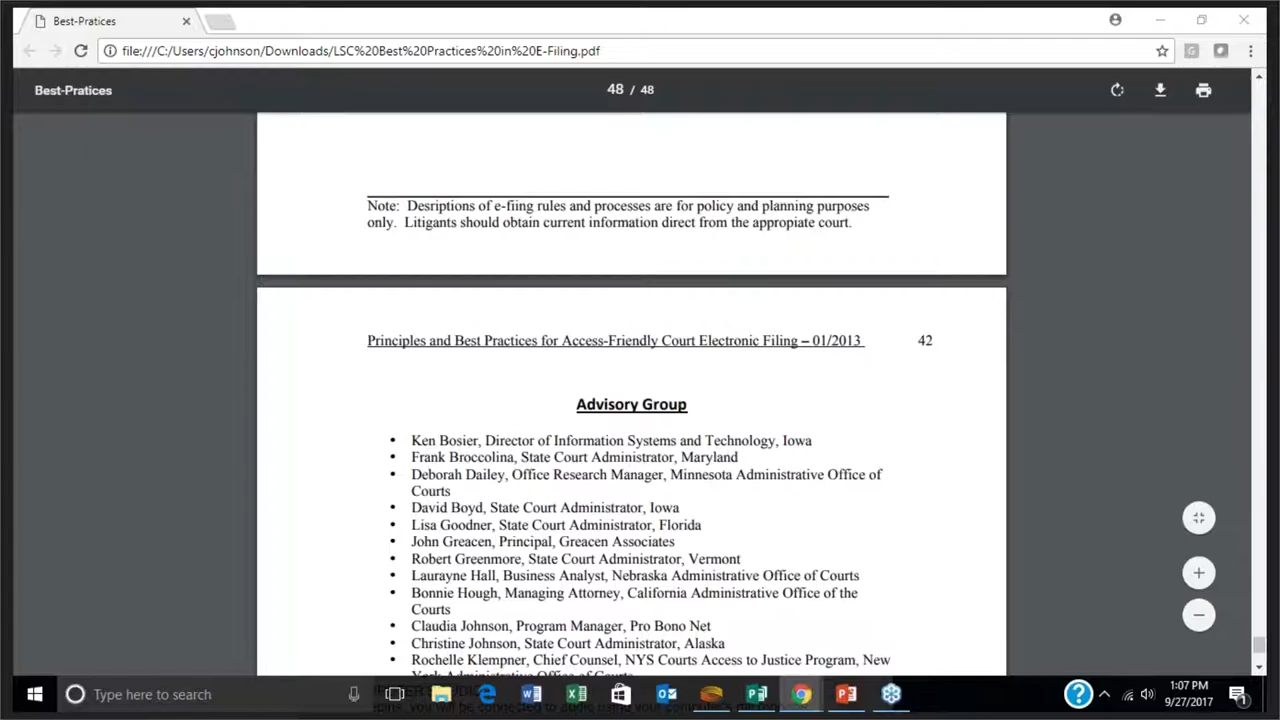 Best-Pratices
file:///C:/Users/cjohnson/Downloads/LSC%20Best%20Practices%20in%20E-Filing.pdf
Best-Pratices
48 / 48
Note: Desriptions of e-fiing rules and processes are for policy and planning purposes
only. Litigants should obtain current information direct from the appropiate court.
Principles and Best Practices for Access-Friendly Court Electronic Filing – 01/2013 42
Advisory Group
• Ken Bosier, Director of Information Systems and Technology, Iowa
• Frank Broccolina, State Court Administrator, Maryland
• Deborah Dailey, Office Research Manager, Minnesota Administrative Office of
Courts
• David Boyd, State Court Administrator, Iowa
• Lisa Goodner, State Court Administrator, Florida
• John Greacen, Principal, Greacen Associates
• Robert Greenmore, State Court Administrator, Vermont
• Laurayne Hall, Business Analyst, Nebraska Administrative Office of Courts
• Bonnie Hough, Managing Attorney, California Administrative Office of the
Courts
• Claudia Johnson, Program Manager, Pro Bono Net
• Christine Johnson, State Court Administrator, Alaska
• Rochelle Klempner, Chief Counsel, NYS Courts Access to Justice Program, New
York Administrative Office of Courts
Type here to search
1:07 PM
9/27/2017
1